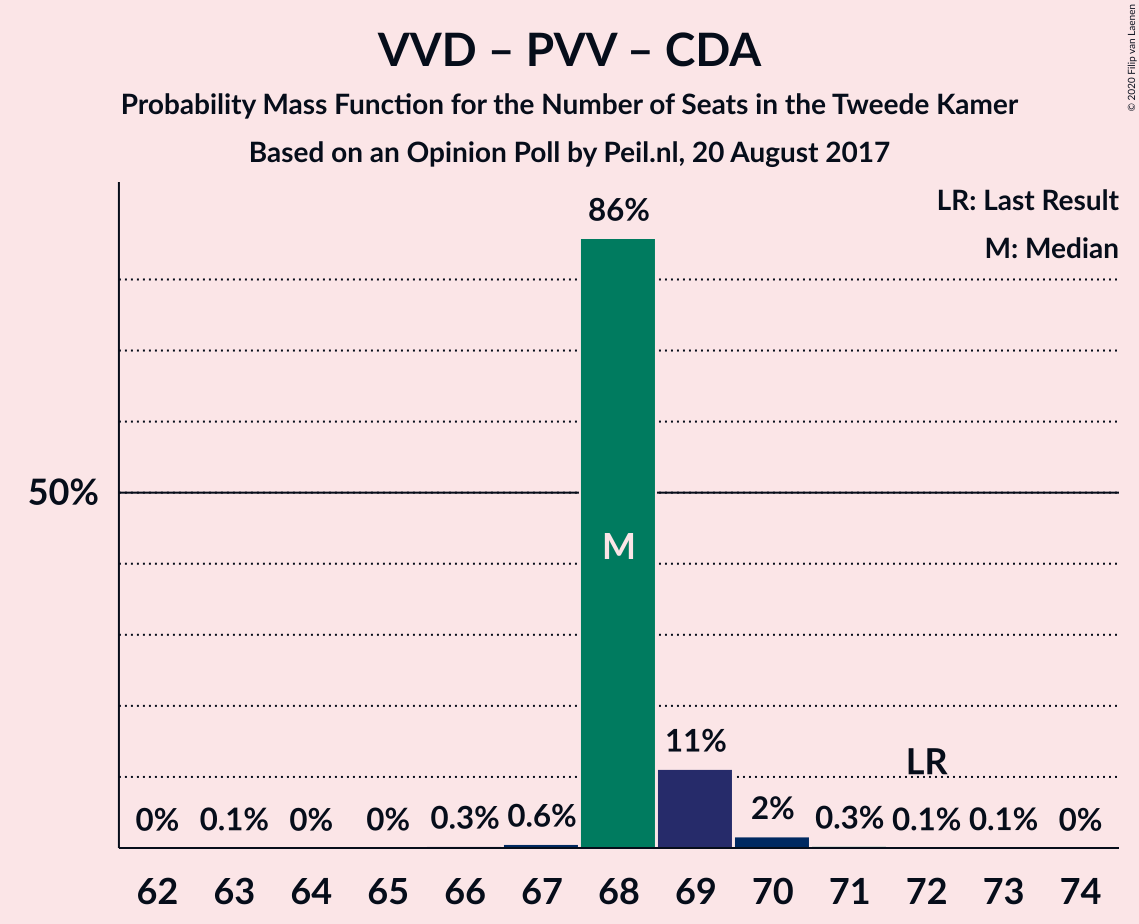 VVD – PVV – CDA
Probability Mass Function for the Number of Seats in the Tweede Kamer
Based on an Opinion Poll by Peil.nl, 20 August 2017
© 2020 Filip van Laenen
LR: Last Result
M: Median
86%
50%
M
11%
LR
0% 0.1% 0% 0% 0.3% 0.6% 2% 0.3% 0.1% 0.1% 0%
62 63 64 65 66 67 68 69 70 71 72 73 74